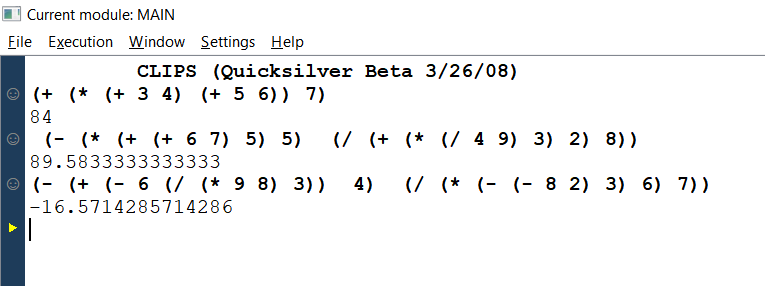 Current module: MAIN
File Execution Window Settings Help
CLIPS (Quicksilver Beta 3/26/08)
(+ (* (+ 3 4) (+ 5 6)) 7)
84
(- (* (+ (+ 6 7) 5) 5)  (/ (+ (* (/ 4 9) 3) 2) 8))
89.5833333333333
(- (+ (- 6 (/ (* 9 8) 3))  4)  (/ (* (- (- 8 2) 3) 6) 7))
-16.5714285714286